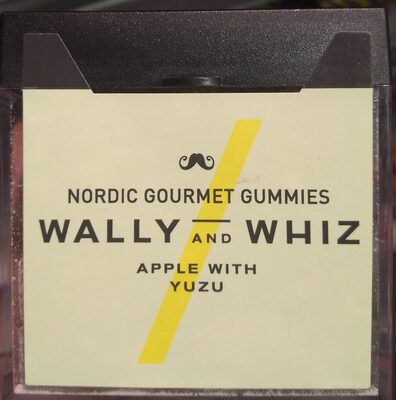 NORDIC GOURMET GUMMIES
WALLY AND WHIZ
APPLE WITH
YUZU